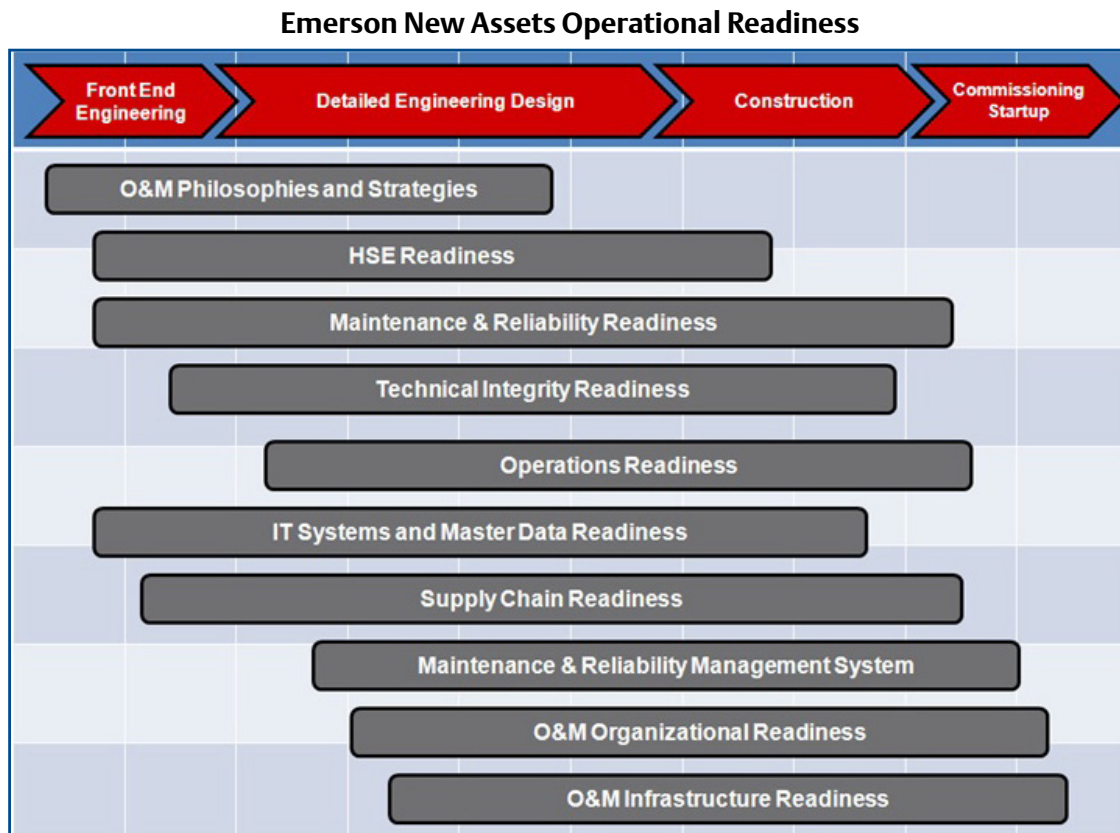 Emerson New Assets Operational Readiness
Front End
Engineering
Detailed Engineering Design
Construction
Commissioning
Startup
O&M Philosophies and Strategies
HSE Readiness
Maintenance & Reliability Readiness
Technical Integrity Readiness
Operations Readiness
IT Systems and Master Data Readiness
Supply Chain Readiness
Maintenance & Reliability Management System
O&M Organizational Readiness
O&M Infrastructure Readiness